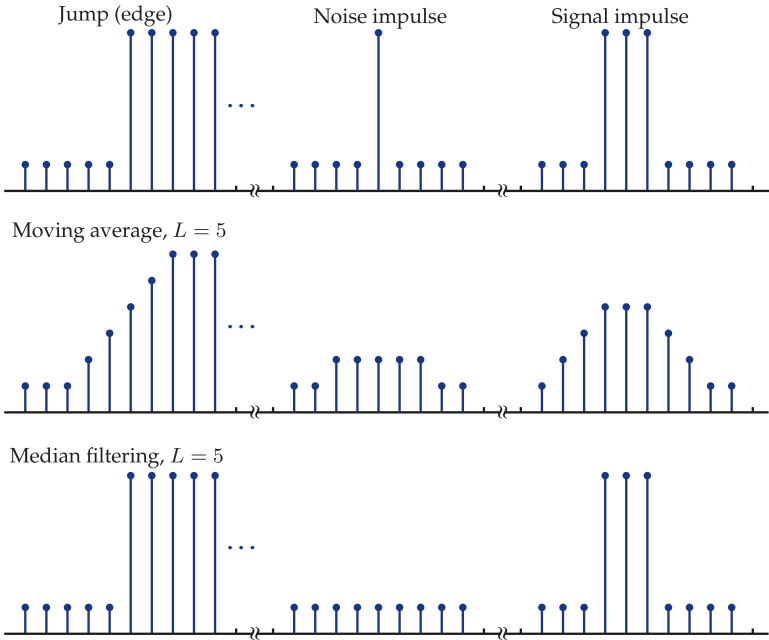 Jump (edge)
Noise impulse
Signal impulse
...
Moving average, L = 5
...
Median filtering, L = 5
...